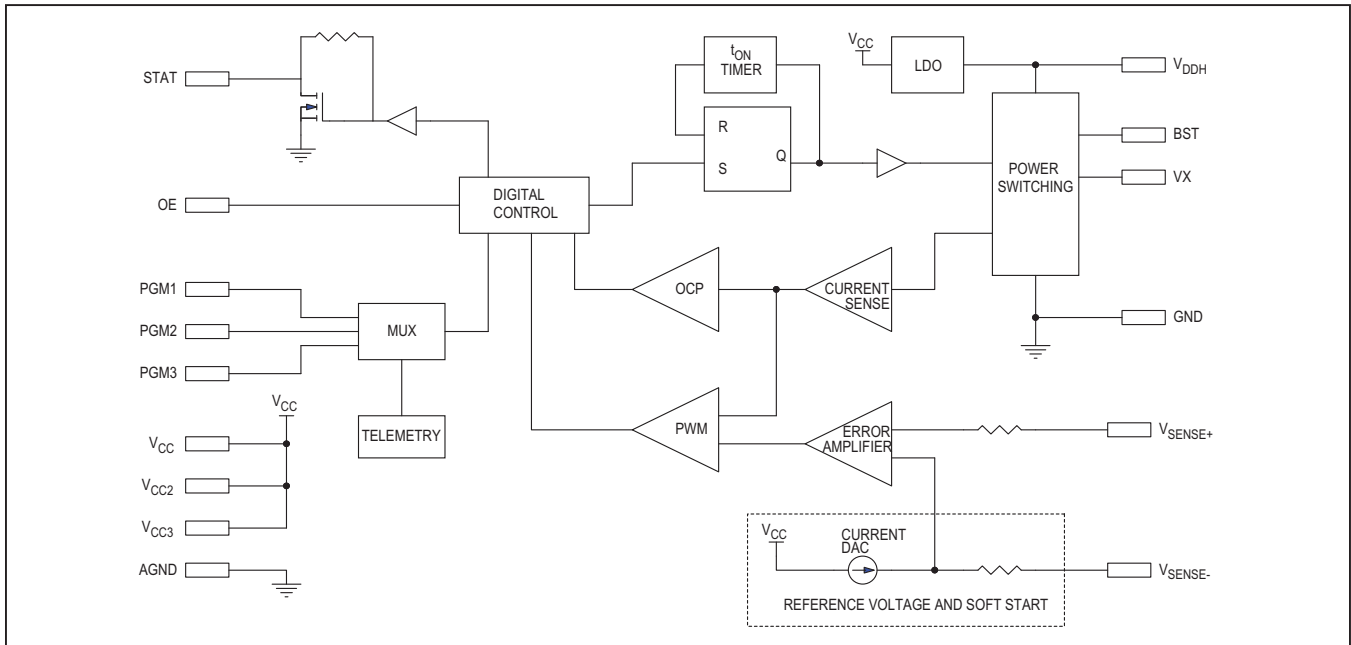 STAT
OE
PGM1
PGM2
PGM3
VCC
VCC
VCC2
VCC3
AGND
DIGITAL
CONTROL
MUX
TELEMETRY
tON
TIMER
R
S
Q
OCP
CURRENT
SENSE
PWM
ERROR
AMPLIFIER
VCC
LDO
POWER
SWITCHING
VDDH
BST
VX
GND
VSENSE+
VCC
CURRENT
DAC
REFERENCE VOLTAGE AND SOFT START
VSENSE-